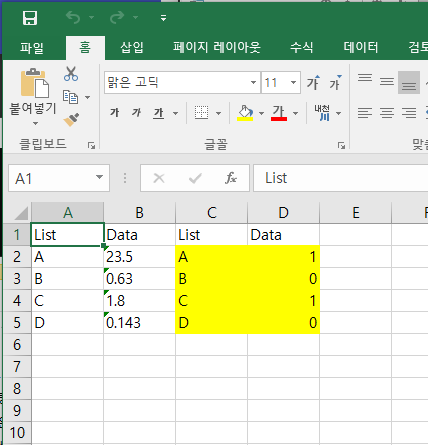 파일 홈 삽입 페이지 레이아웃 수식 데이터 검토
붙여넣기
맑은 고딕 11 가 가
가 가 가 가 내천
클립보드 글꼴 맞춤
A1 fx List
A B C D E F
1 List Data List Data
2 A 23.5 A 1
3 B 0.63 B 0
4 C 1.8 C 1
5 D 0.143 D 0
6
7
8
9
10